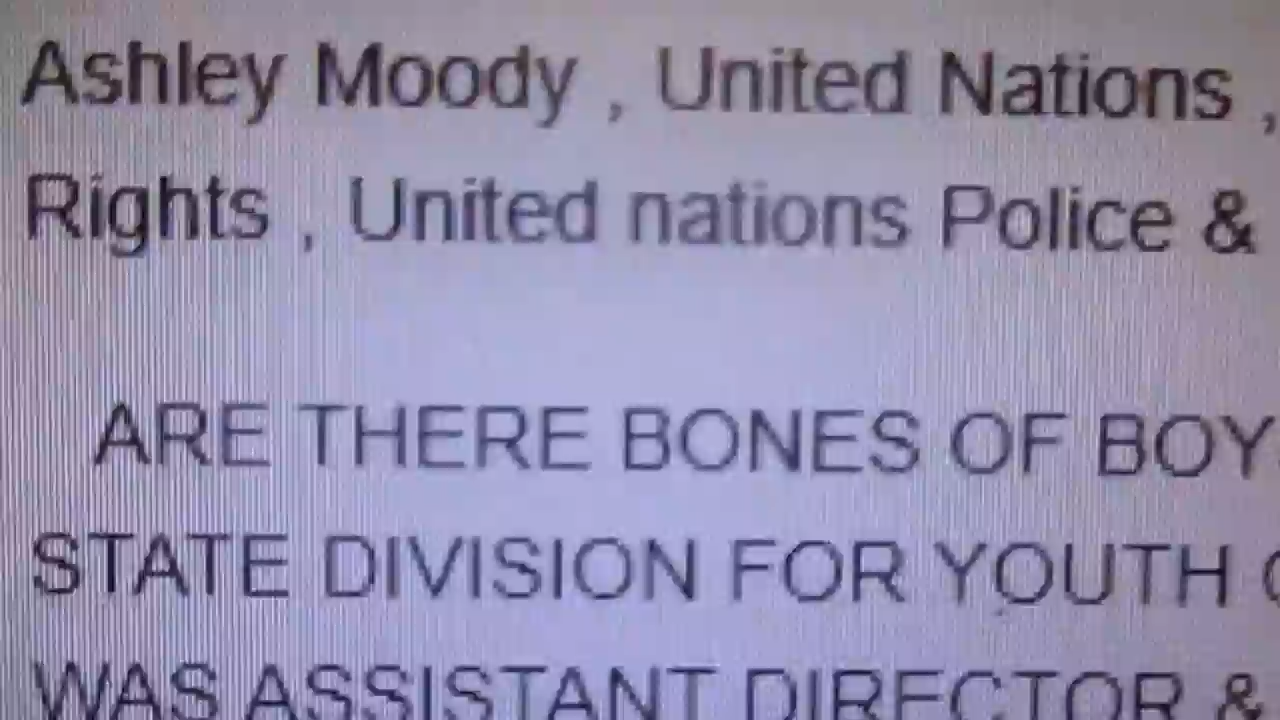 Ashley Moody , United Nations ,
Rights , United nations Police &
ARE THERE BONES OF BOY
STATE DIVISION FOR YOUTH
WAS ASSISTANT DIRECTOR &